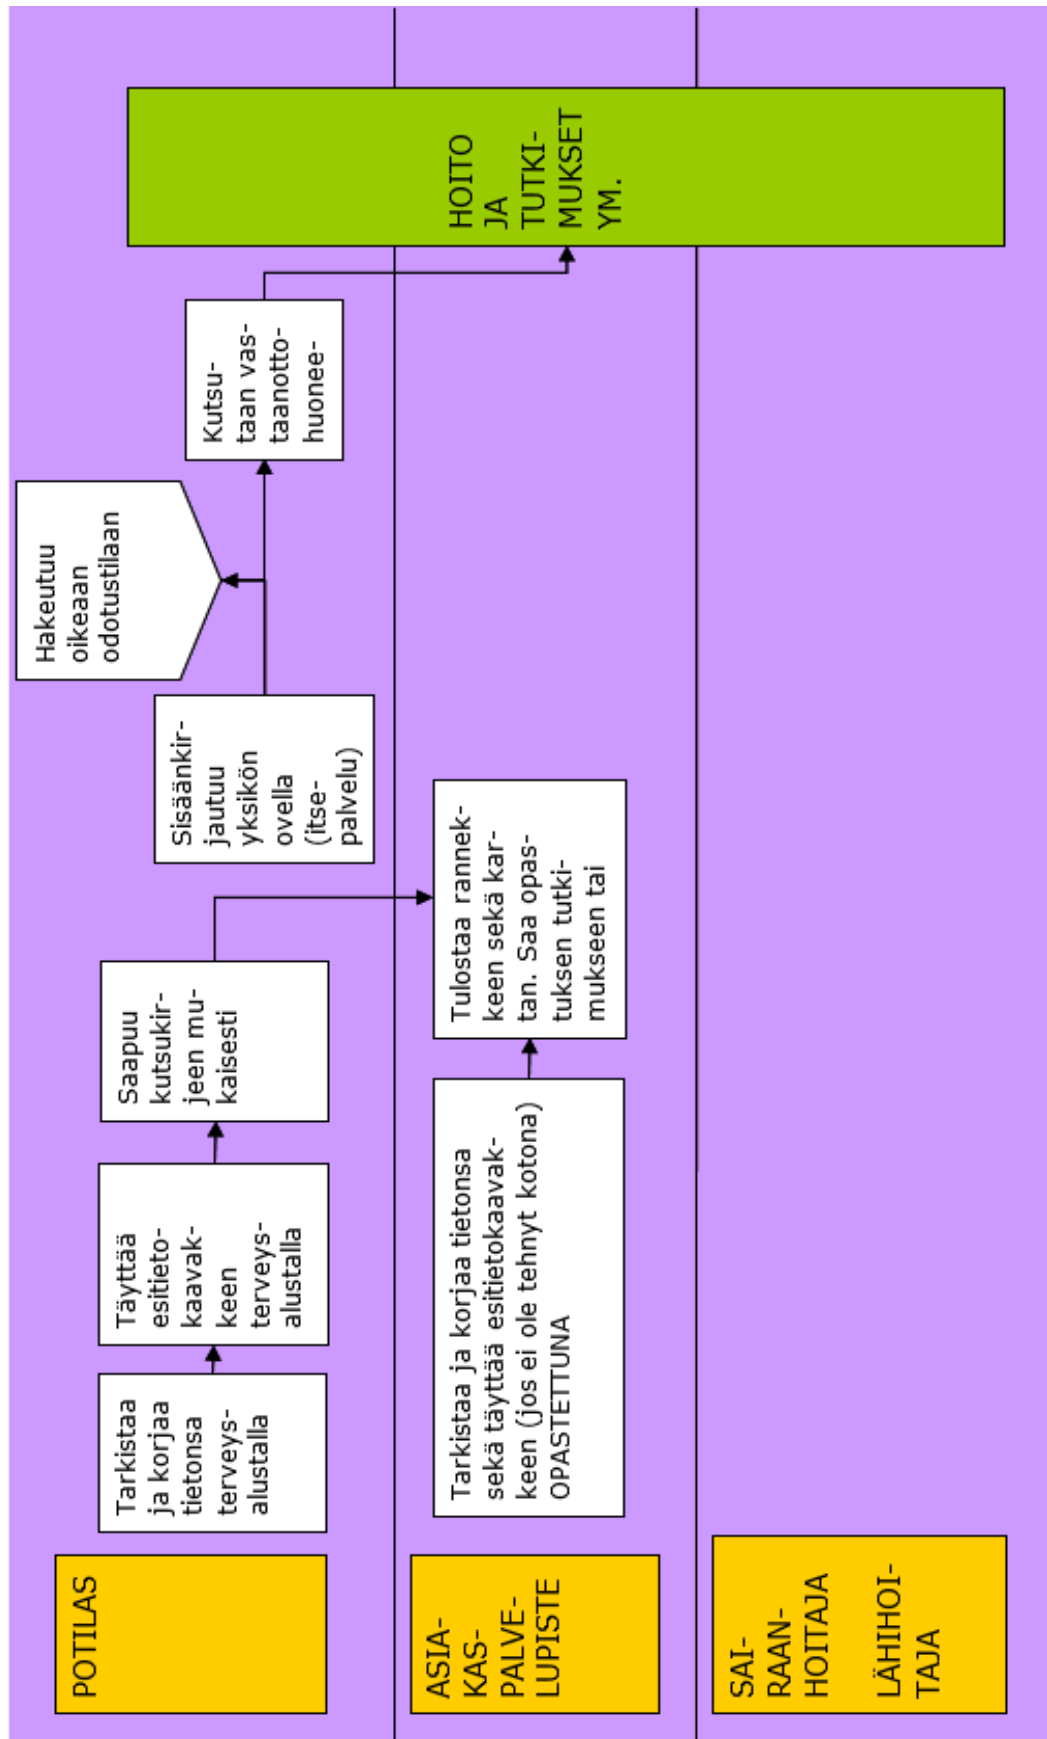 POTILAS
Tarkistaa
ja korjaa
tietonsa
terveys-
alustalla
Täyttää
esitieto-
kaavak-
keen
terveys-
alustalla
Saapuu
kutsukir-
jeen mu-
kaisesti
Sisäänkir-
jautuu
yksikön
ovella
(itse-
palvelu)
Hakeutuu
oikeaan
odotustilaan
Kutsu-
taan vas-
taanotto-
huonee-
HOITO
JA
TUTKI-
MUKSET
YM.
ASIA-
KAS-
PALVE-
LUPISTE
Tarkistaa ja korjaa tietonsa
sekä täyttää esitietokaavak-
keen (jos ei ole tehnyt kotona)
OPASTETTUNA
Tulostaa rannek-
keen sekä kar-
tan. Saa opas-
tuksen tutki-
mukseen tai
SAI-
RAAN-
HOITAJA
LÄHIHOI-
TAJA